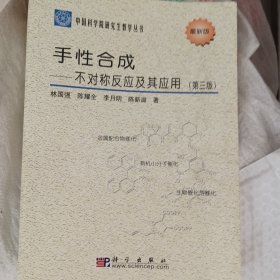 中国科学院研究生教学丛书
最新版
手性合成
——不对称反应及其应用（第三版）
林国强 陈耀全 李月明 陈新滋 著
金属配合物催化
有机小分子催化
生物催化剂催化
科学出版社